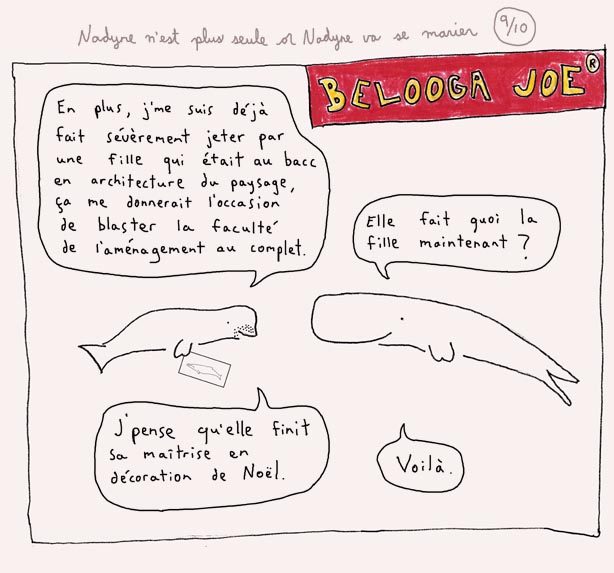 Nadyne n'est plus seule or Nadyne va se marier 9/10
BELOOGA JOE®
En plus, j'me suis déjà
fait sévèrement jeter par
une fille qui était au bacc
en architecture du paysage,
ça me donnerait l'occasion
de blaster la faculté
de l'aménagement au complet.
Elle fait quoi la
fille maintenant ?
J'pense qu'elle finit
sa maîtrise en
décoration de Noël.
Voilà.